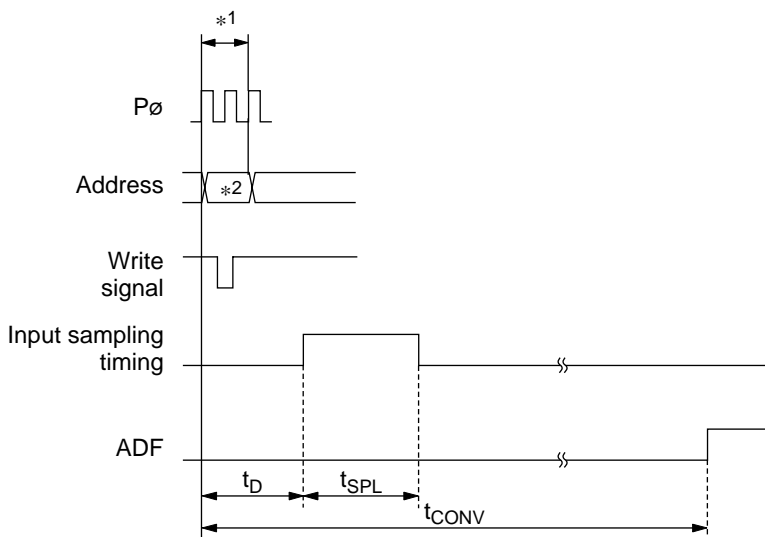 *1
Pø
Address
*2
Write
signal
Input sampling
timing
ADF
tD
tSPL
tCONV